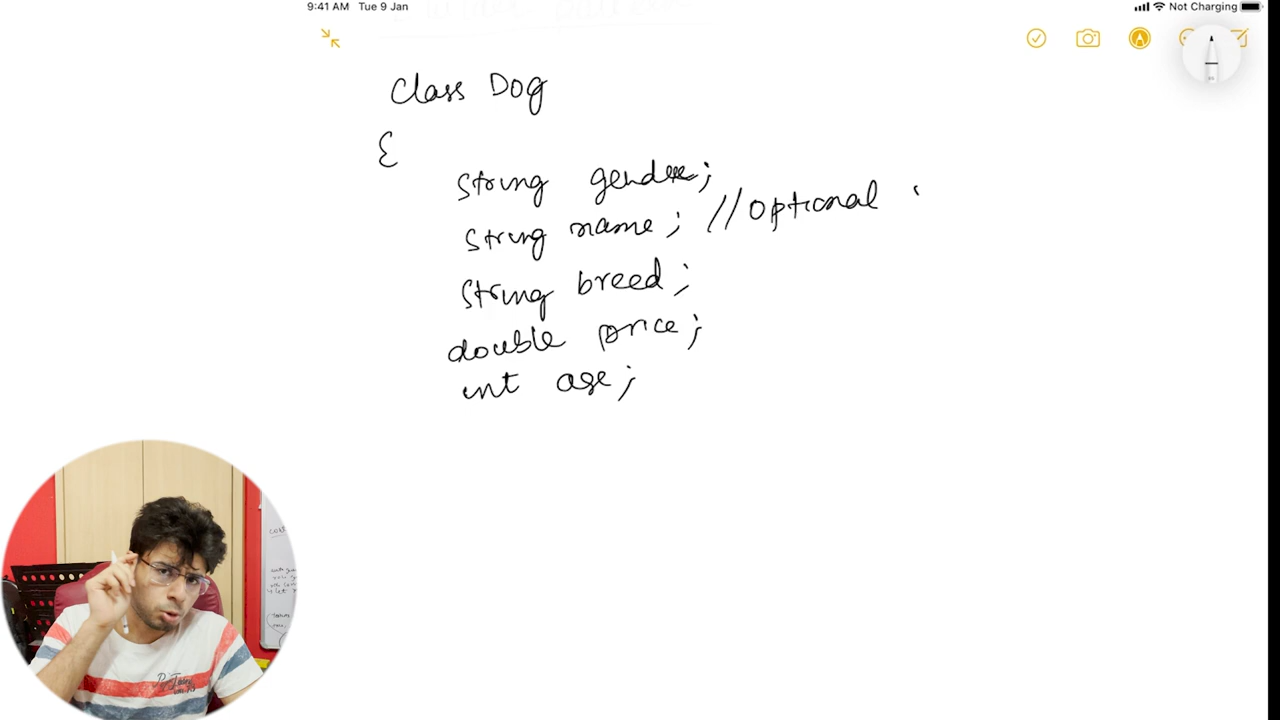 9:41 AM Tue 9 Jan
Not Charging
Class Dog
{
String gender;
String name; // Optional
String breed;
double price;
int age;